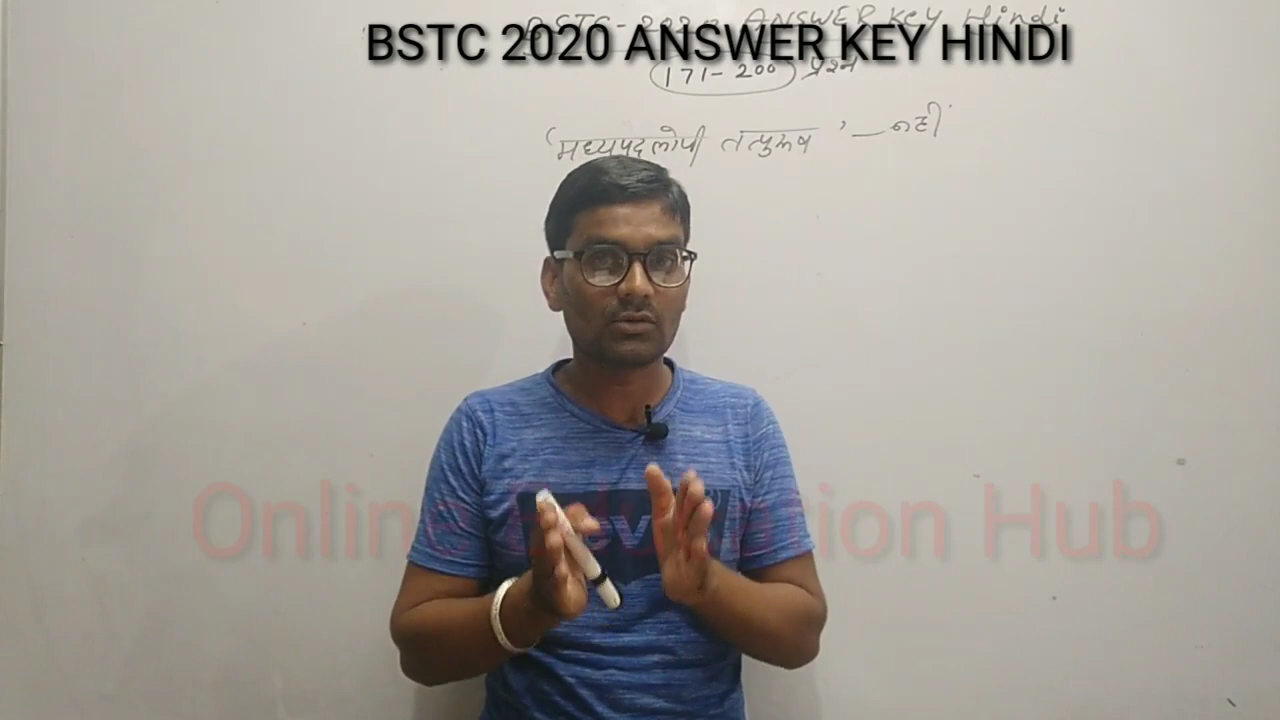 BSTC-2020 ANSWER KEY Hindi
BSTC 2020 ANSWER KEY HINDI
(171-200) प्रश्न
'मध्यपदलोपी तत्पुरुष' _ नहीं
Online Education Hub